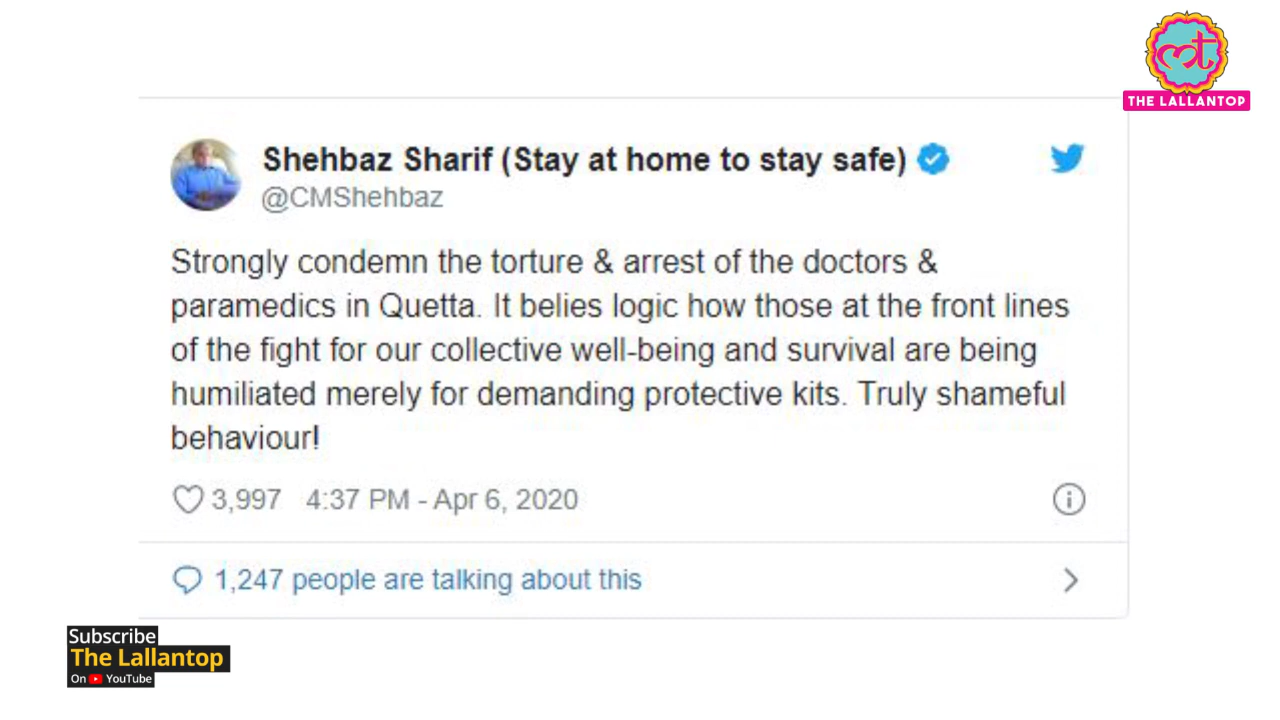 THE LALLANTOP
Shehbaz Sharif (Stay at home to stay safe)
@CMShehbaz
Strongly condemn the torture & arrest of the doctors &
paramedics in Quetta. It belies logic how those at the front lines
of the fight for our collective well-being and survival are being
humiliated merely for demanding protective kits. Truly shameful
behaviour!
3,997 4:37 PM - Apr 6, 2020
1,247 people are talking about this
Subscribe
The Lallantop
On YouTube